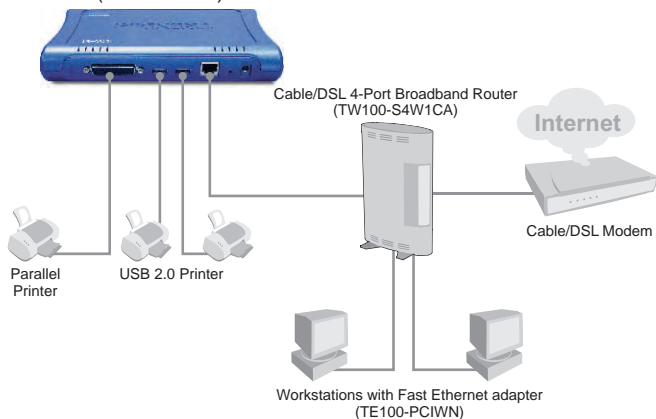 Cable/DSL 4-Port Broadband Router
(TW100-S4W1CA)
Internet
Cable/DSL Modem
Parallel
Printer
USB 2.0 Printer
Workstations with Fast Ethernet adapter
(TE100-PCIWN)